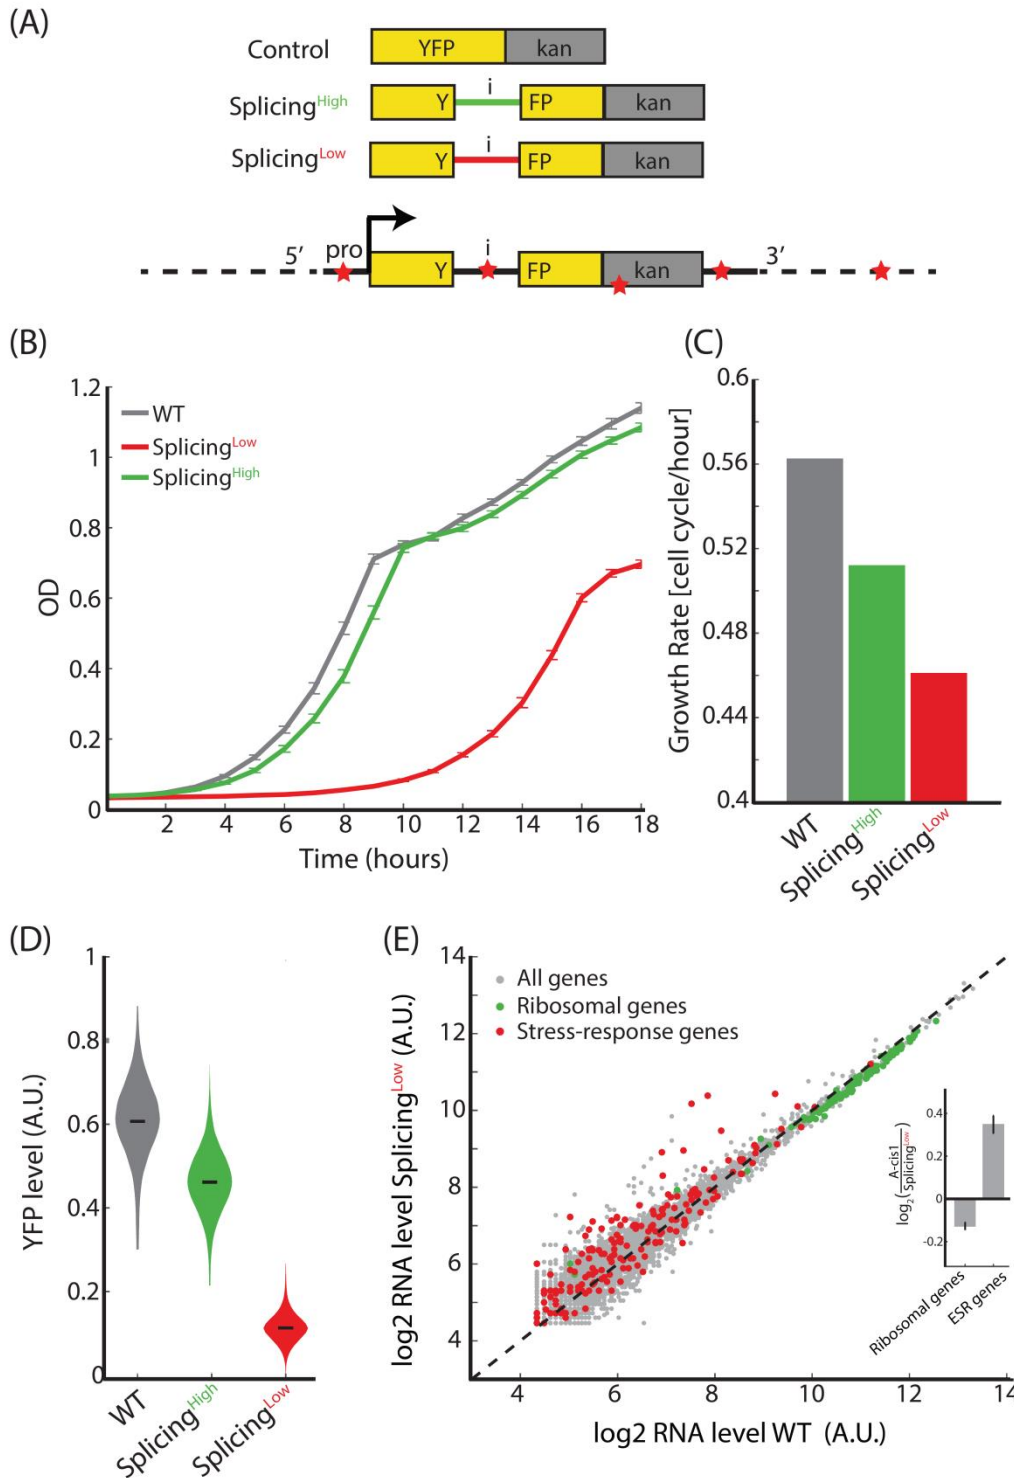 (A)
Control
YFP
kan
Splicing^High
Y
i
FP
kan
Splicing^Low
Y
i
FP
kan
5′
pro
Y
i
FP
kan
3′
(B)
1.2
1
0.8
0.6
0.4
0.2
0
OD
WT
Splicing^Low
Splicing^High
2 4 6 8 10 12 14 16 18
Time (hours)
(C)
0.6
0.56
0.52
0.48
0.44
0.4
Growth Rate [cell cycle/hour]
WT
Splicing^High
Splicing^Low
(D)
1
0.8
0.6
0.4
0.2
0
YFP level (A.U.)
WT
Splicing^High
Splicing^Low
(E)
14
12
10
8
6
4
log2 RNA level Splicing^Low (A.U.)
All genes
Ribosomal genes
Stress-response genes
4 6 8 10 12 14
log2 RNA level WT (A.U.)
0.4
0.2
0
-0.2
log₂(A-cis1/Splicing^Low)
Ribosomal genes
ESR genes